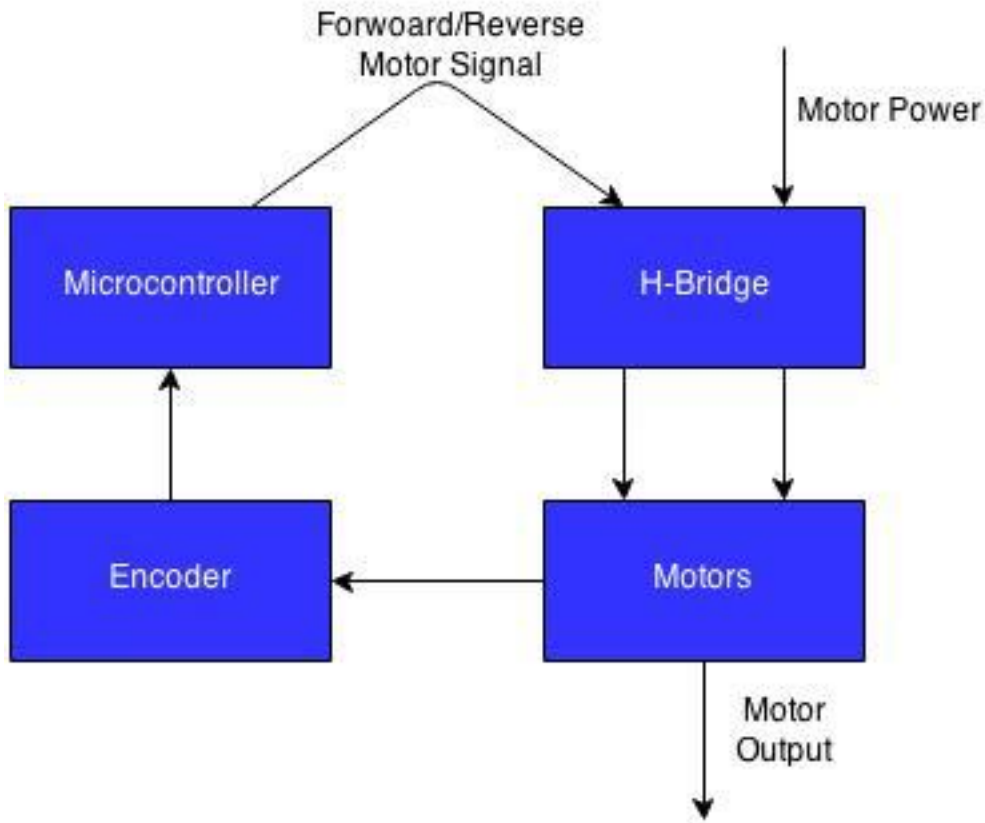 Forwoard/Reverse
Motor Signal
Motor Power
Microcontroller
H-Bridge
Encoder
Motors
Motor
Output